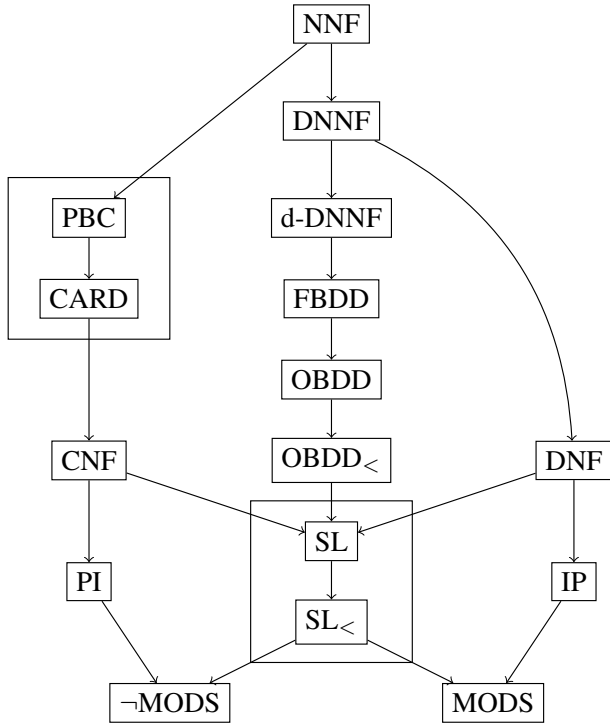 NNF
DNNF
PBC
d-DNNF
CARD
FBDD
OBDD
CNF
OBDD<
DNF
SL
PI
IP
SL<
¬MODS
MODS